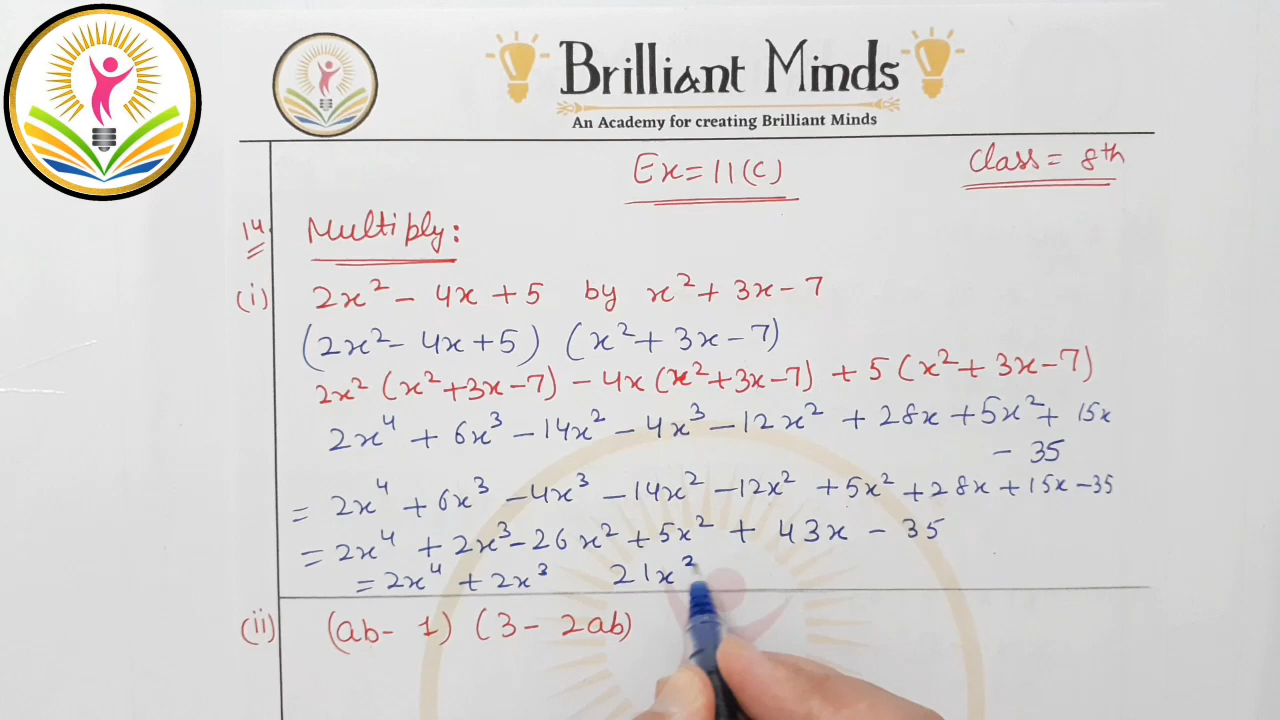 Brilliant Minds
An Academy for creating Brilliant Minds
Ex = 11(c)
Class = 8th
14. Multiply:
(i) 2x² - 4x + 5 by x² + 3x - 7
(2x² - 4x + 5) (x² + 3x - 7)
2x² (x² + 3x - 7) - 4x (x² + 3x - 7) + 5 (x² + 3x - 7)
2x⁴ + 6x³ - 14x² - 4x³ - 12x² + 28x + 5x² + 15x
- 35
= 2x⁴ + 6x³ - 4x³ - 14x² - 12x² + 5x² + 28x + 15x - 35
= 2x⁴ + 2x³ - 26x² + 5x² + 43x - 35
= 2x⁴ + 2x³ 21x²
(ii) (ab - 1) (3 - 2ab)